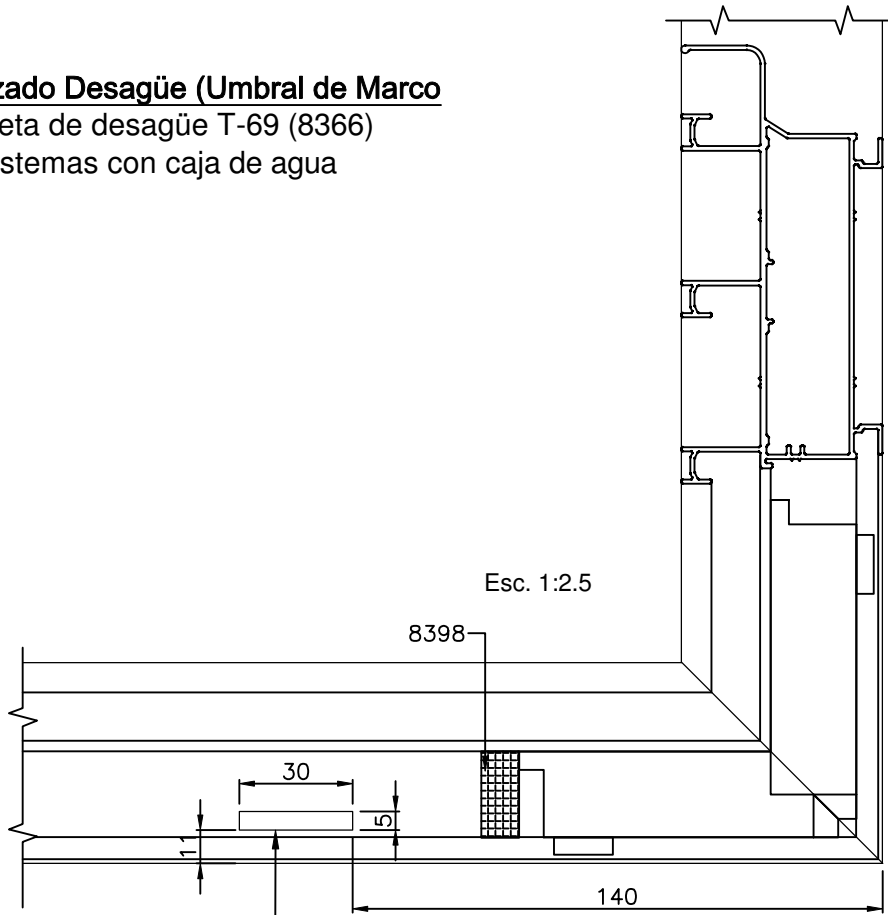 zado Desagüe (Umbral de Marco
eta de desagüe T-69 (8366)
stemas con caja de agua
Esc. 1:2.5
8398
30
5
11
140